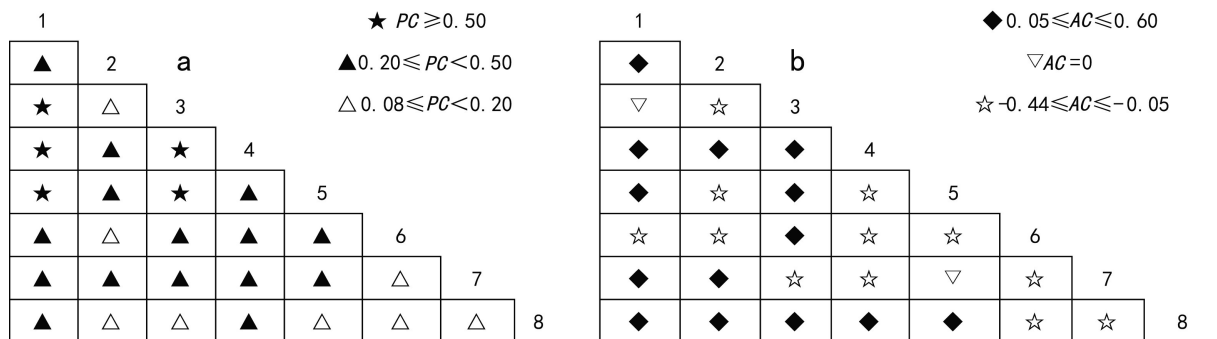 1 ★ PC≥0.50
2 a ▲0.20≤PC<0.50
3 △0.08≤PC<0.20
4
5
6
7
8
1 ◆0.05≤AC≤0.60
2 b ▽AC=0
3 ☆-0.44≤AC≤-0.05
4
5
6
7
8